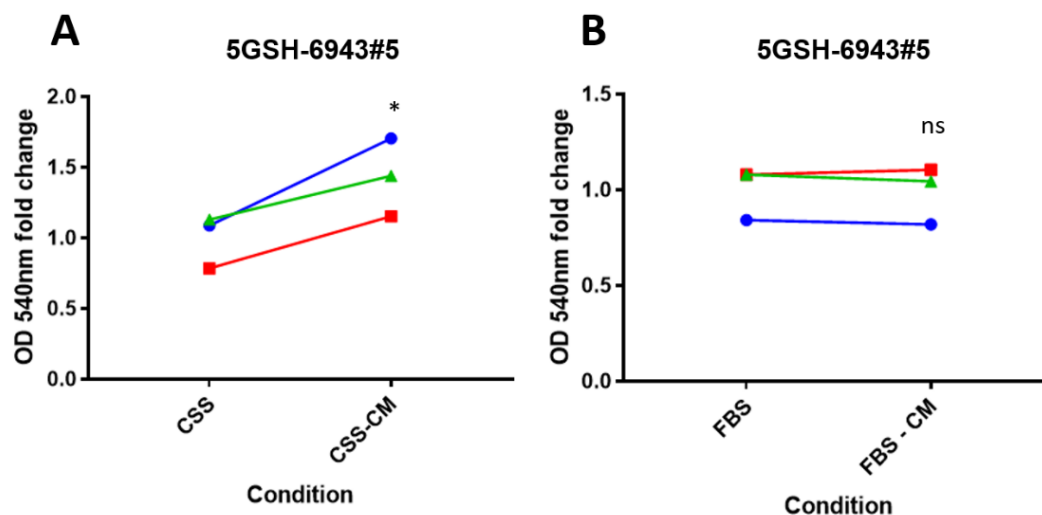 A
5GSH-6943#5
OD 540nm fold change
2.0
1.5
1.0
0.5
0.0
*
CSS
CSS-CM
Condition
B
5GSH-6943#5
OD 540nm fold change
1.5
1.0
0.5
0.0
ns
FBS
FBS - CM
Condition